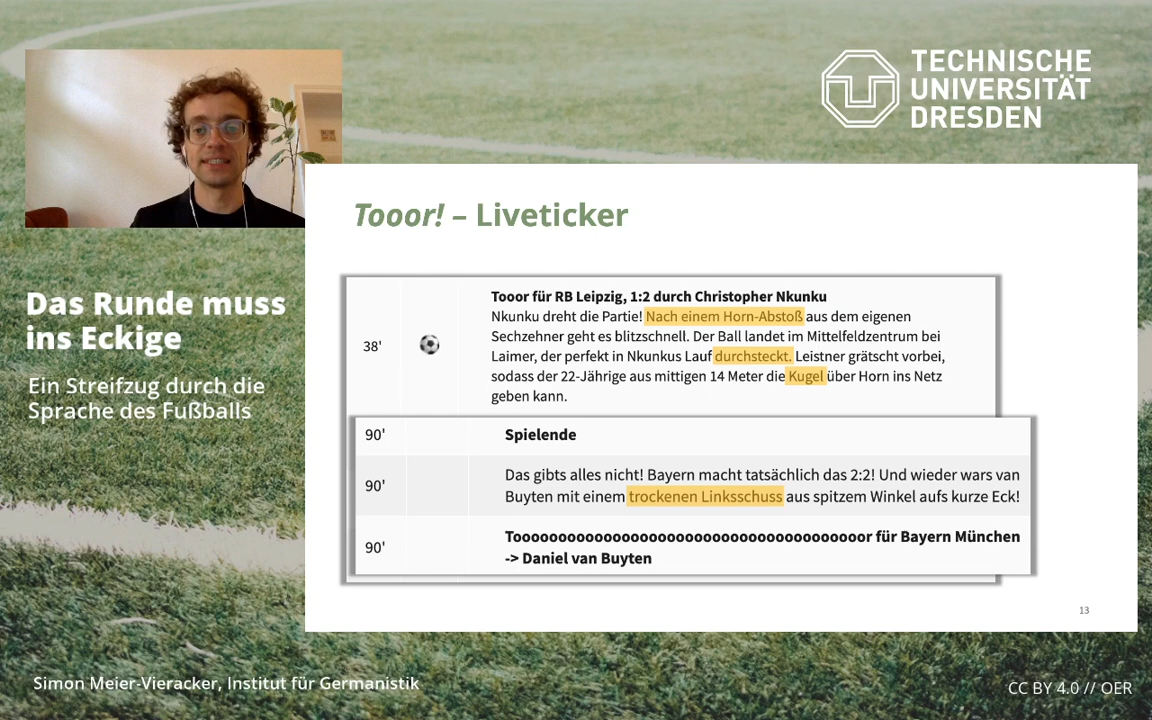 TECHNISCHE
UNIVERSITÄT
DRESDEN
Das Runde muss
ins Eckige
Ein Streifzug durch die
Sprache des Fußballs
Tooor! – Liveticker
38'
Tooor für RB Leipzig, 1:2 durch Christopher Nkunku
Nkunku dreht die Partie! Nach einem Horn-Abstoß aus dem eigenen
Sechzehner geht es blitzschnell. Der Ball landet im Mittelfeldzentrum bei
Laimer, der perfekt in Nkunkus Lauf durchsteckt. Leistner grätscht vorbei,
sodass der 22-Jährige aus mittigen 14 Meter die Kugel über Horn ins Netz
geben kann.
90' Spielende
90'
Das gibts alles nicht! Bayern macht tatsächlich das 2:2! Und wieder wars van
Buyten mit einem trockenen Linksschuss aus spitzem Winkel aufs kurze Eck!
90'
Toooooooooooooooooooooooooooooooooooooooor für Bayern München
-> Daniel van Buyten
13
Simon Meier-Vieracker, Institut für Germanistik
CC BY 4.0 // OER